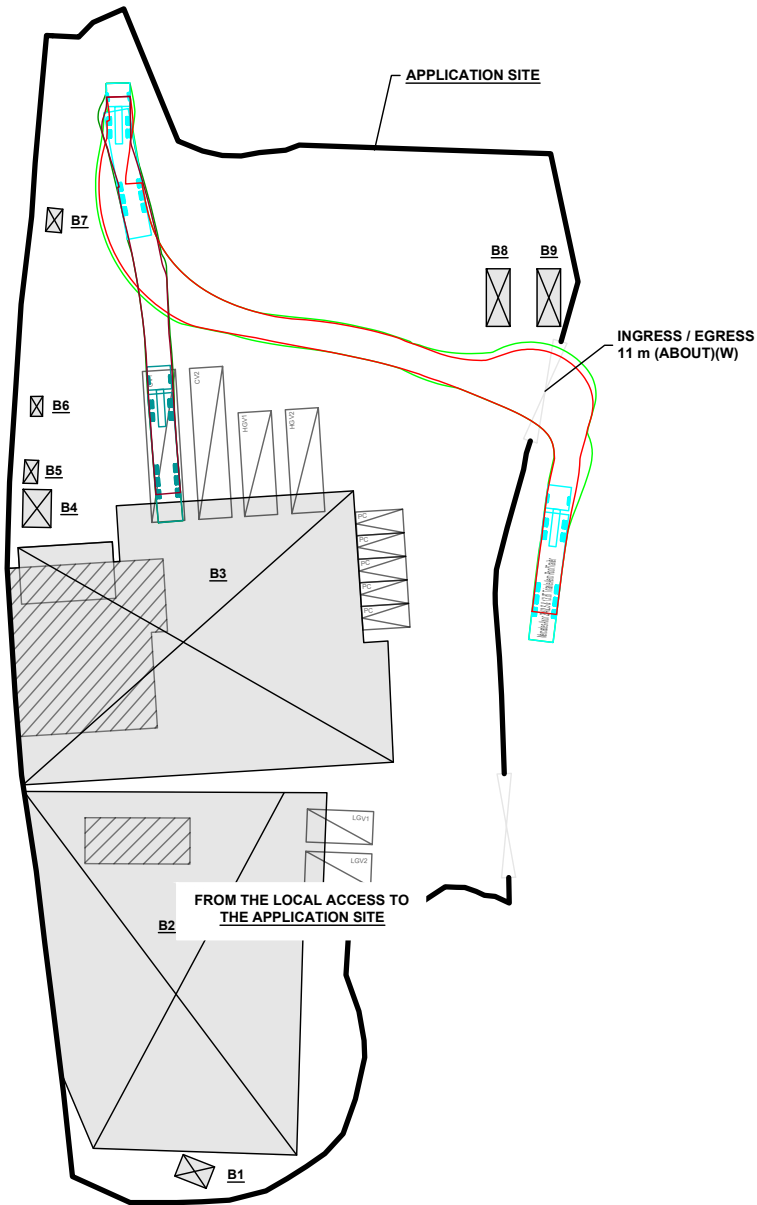 APPLICATION SITE
B7
B8
B9
INGRESS / EGRESS
11 m (ABOUT)(W)
CV2
HGV1
HGV2
B6
B5
B4
B3
PC
PC
PC
PC
PC
LGV1
LGV2
FROM THE LOCAL ACCESS TO
THE APPLICATION SITE
B2
B1